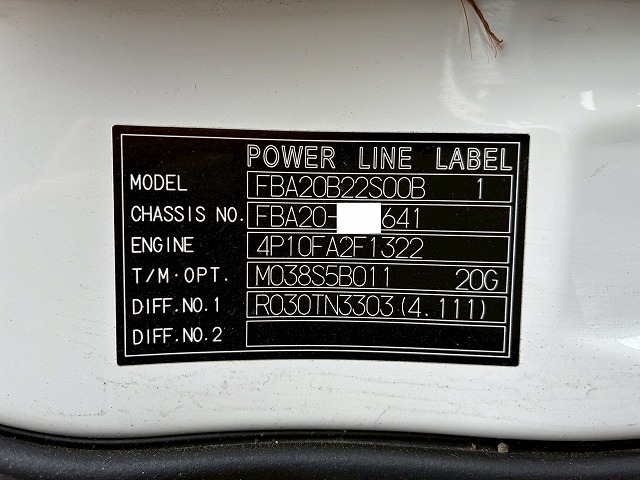 POWER LINE LABEL
MODEL FBA20B22S00B 1
CHASSIS NO. FBA20- 641
ENGINE 4P10FA2F1322
T/M·OPT. M038S5B011 20G
DIFF.NO.1 R030TN3303(4.111)
DIFF.NO.2